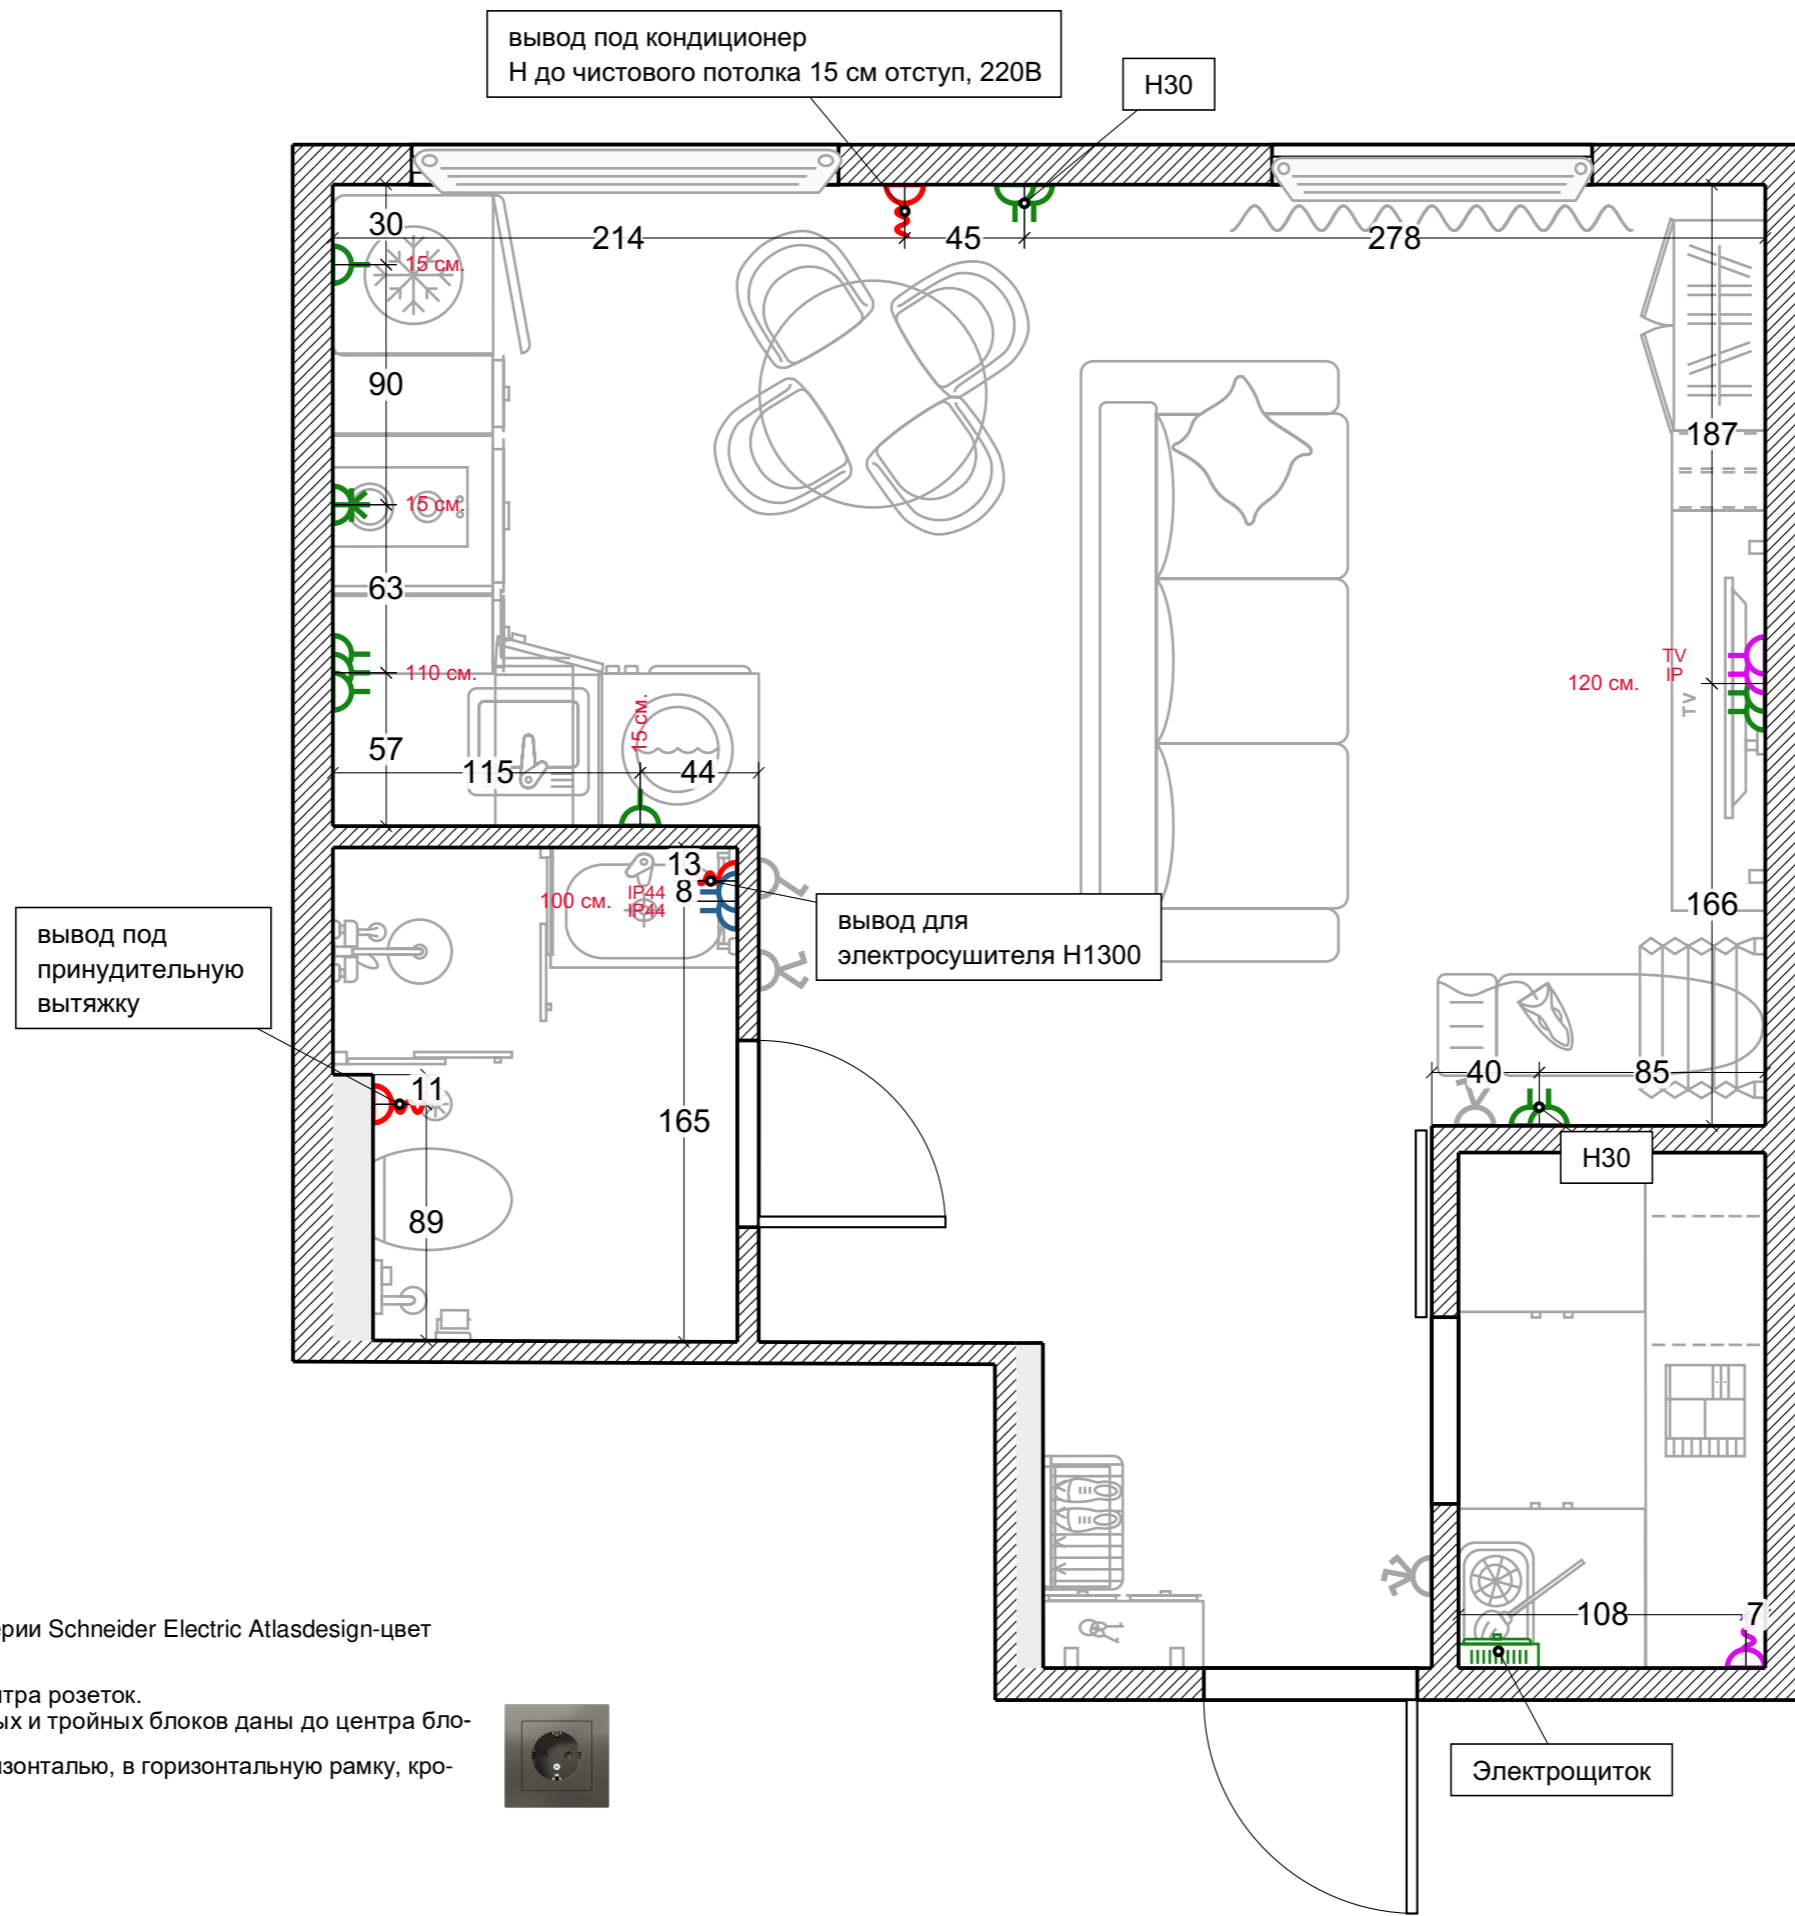 вывод под кондиционер
Н до чистового потолка 15 см отступ, 220В
Н30
30
214
45
278
15 см.
90
187
15 см.
63
TV
IP
120 см.
TV
110 см.
57
15 см.
115
44
13
8
100 см.
IP44
IP44
166
вывод для
электросушителя Н1300
вывод под
принудительную
вытяжку
11
40
85
165
Н30
89
108
7
ерии Schneider Electric Atlasdesign-цвет
нтра розеток.
ых и тройных блоков даны до центра бло-
изонталью, в горизонтальную рамку, кро-
Электрощиток